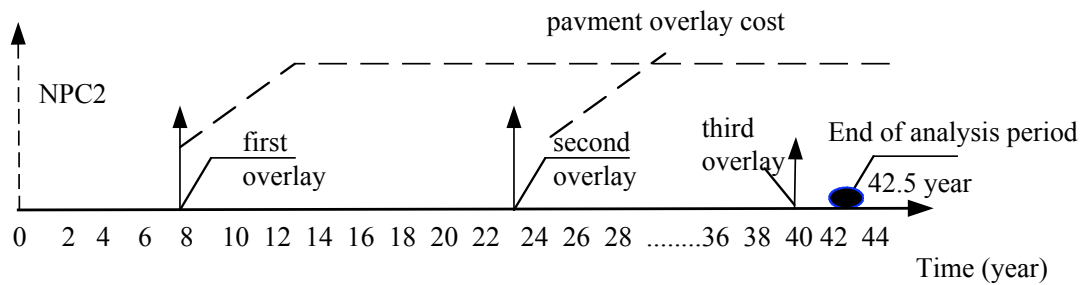 pavment overlay cost
NPC2
first
overlay
second
overlay
third
overlay
End of analysis period
42.5 year
0 2 4 6 8 10 12 14 16 18 20 22 24 26 28 ........36 38 40 42 44
Time (year)